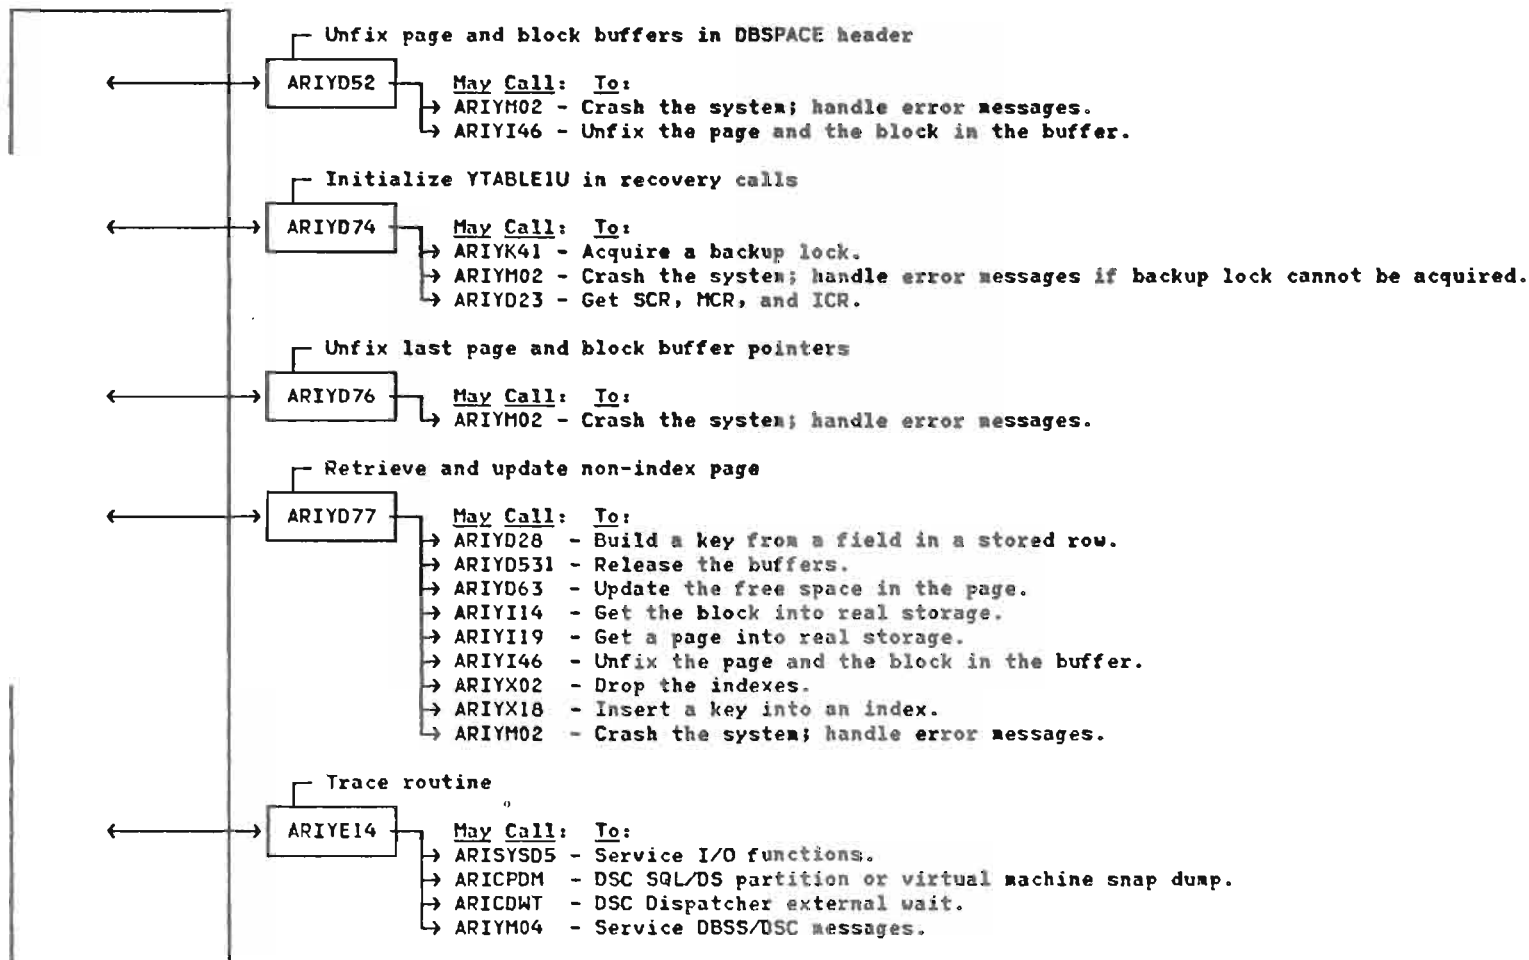 Unfix page and block buffers in DBSPACE header
ARIYD52
May Call: To:
ARIYM02 - Crash the system; handle error messages.
ARIYI46 - Unfix the page and the block in the buffer.
Initialize YTABLE1U in recovery calls
ARIYD74
May Call: To:
ARIYK41 - Acquire a backup lock.
ARIYM02 - Crash the system; handle error messages if backup lock cannot be acquired.
ARIYD23 - Get SCR, MCR, and ICR.
Unfix last page and block buffer pointers
ARIYD76
May Call: To:
ARIYM02 - Crash the system; handle error messages.
Retrieve and update non-index page
ARIYD77
May Call: To:
ARIYD28 - Build a key from a field in a stored row.
ARIYD531 - Release the buffers.
ARIYD63 - Update the free space in the page.
ARIYI14 - Get the block into real storage.
ARIYI19 - Get a page into real storage.
ARIYI46 - Unfix the page and the block in the buffer.
ARIYX02 - Drop the indexes.
ARIYX18 - Insert a key into an index.
ARIYM02 - Crash the system; handle error messages.
Trace routine
ARIYE14
May Call: To:
ARISYSD5 - Service I/O functions.
ARICPDM - DSC SQL/DS partition or virtual machine snap dump.
ARICDWT - DSC Dispatcher external wait.
ARIYM04 - Service DBSS/DSC messages.